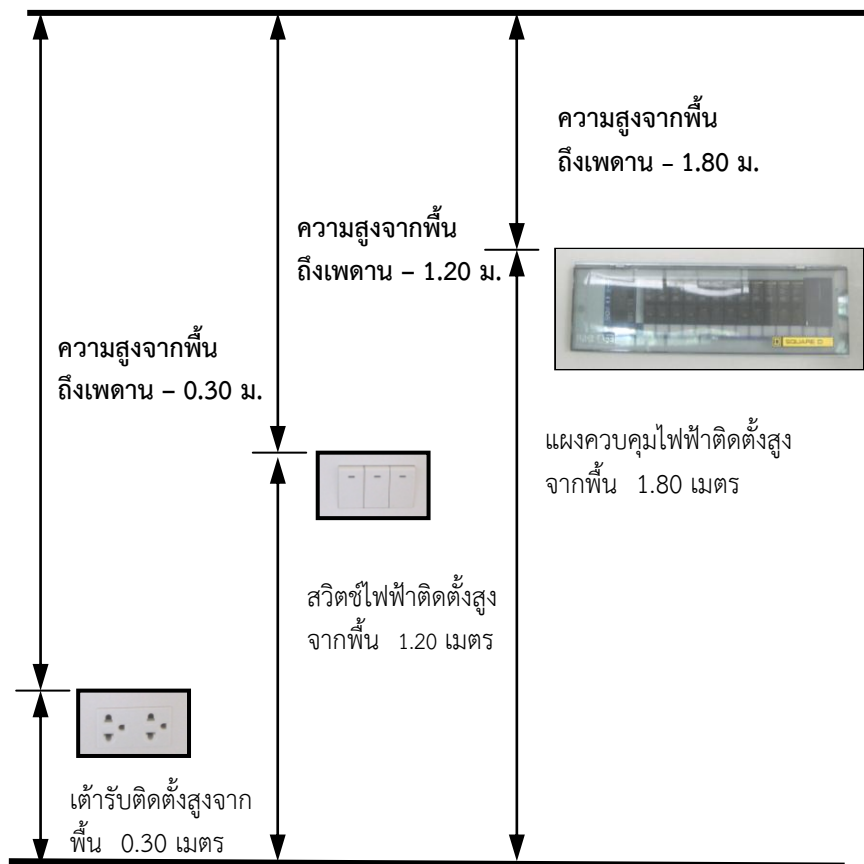 ความสูงจากพื้น
ถึงเพดาน – 1.80 ม.
ความสูงจากพื้น
ถึงเพดาน – 1.20 ม.
ความสูงจากพื้น
ถึงเพดาน – 0.30 ม.
SQUARE D
แผงควบคุมไฟฟ้าติดตั้งสูง
จากพื้น 1.80 เมตร
สวิตช์ไฟฟ้าติดตั้งสูง
จากพื้น 1.20 เมตร
เต้ารับติดตั้งสูงจาก
พื้น 0.30 เมตร